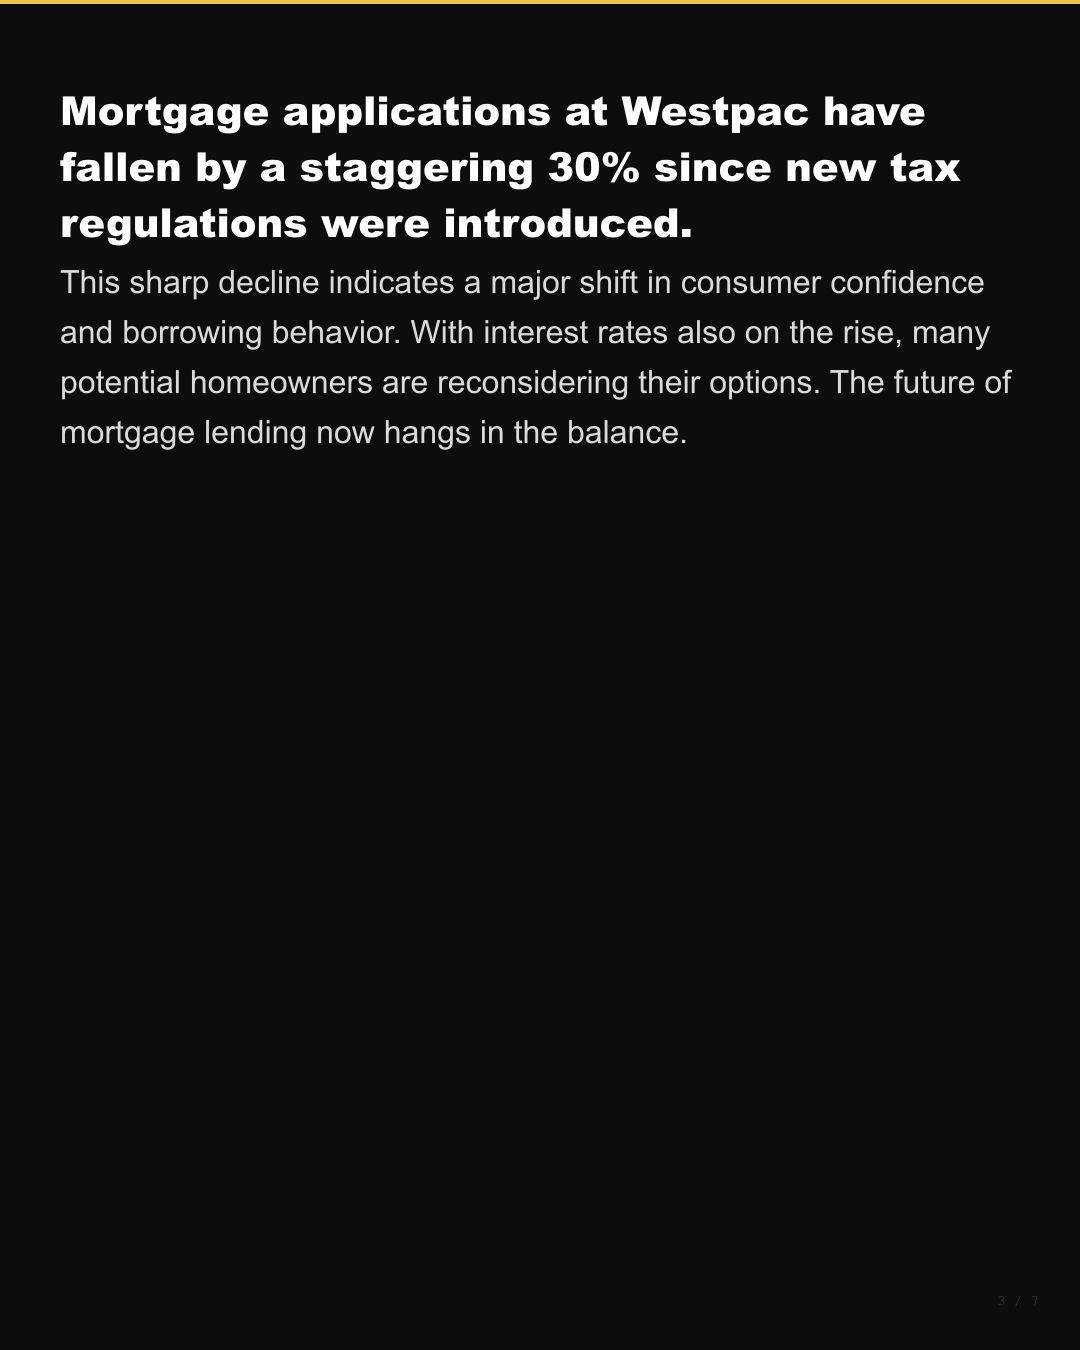 Mortgage applications at Westpac have
fallen by a staggering 30% since new tax
regulations were introduced.
This sharp decline indicates a major shift in consumer confidence
and borrowing behavior. With interest rates also on the rise, many
potential homeowners are reconsidering their options. The future of
mortgage lending now hangs in the balance.
3 / 7